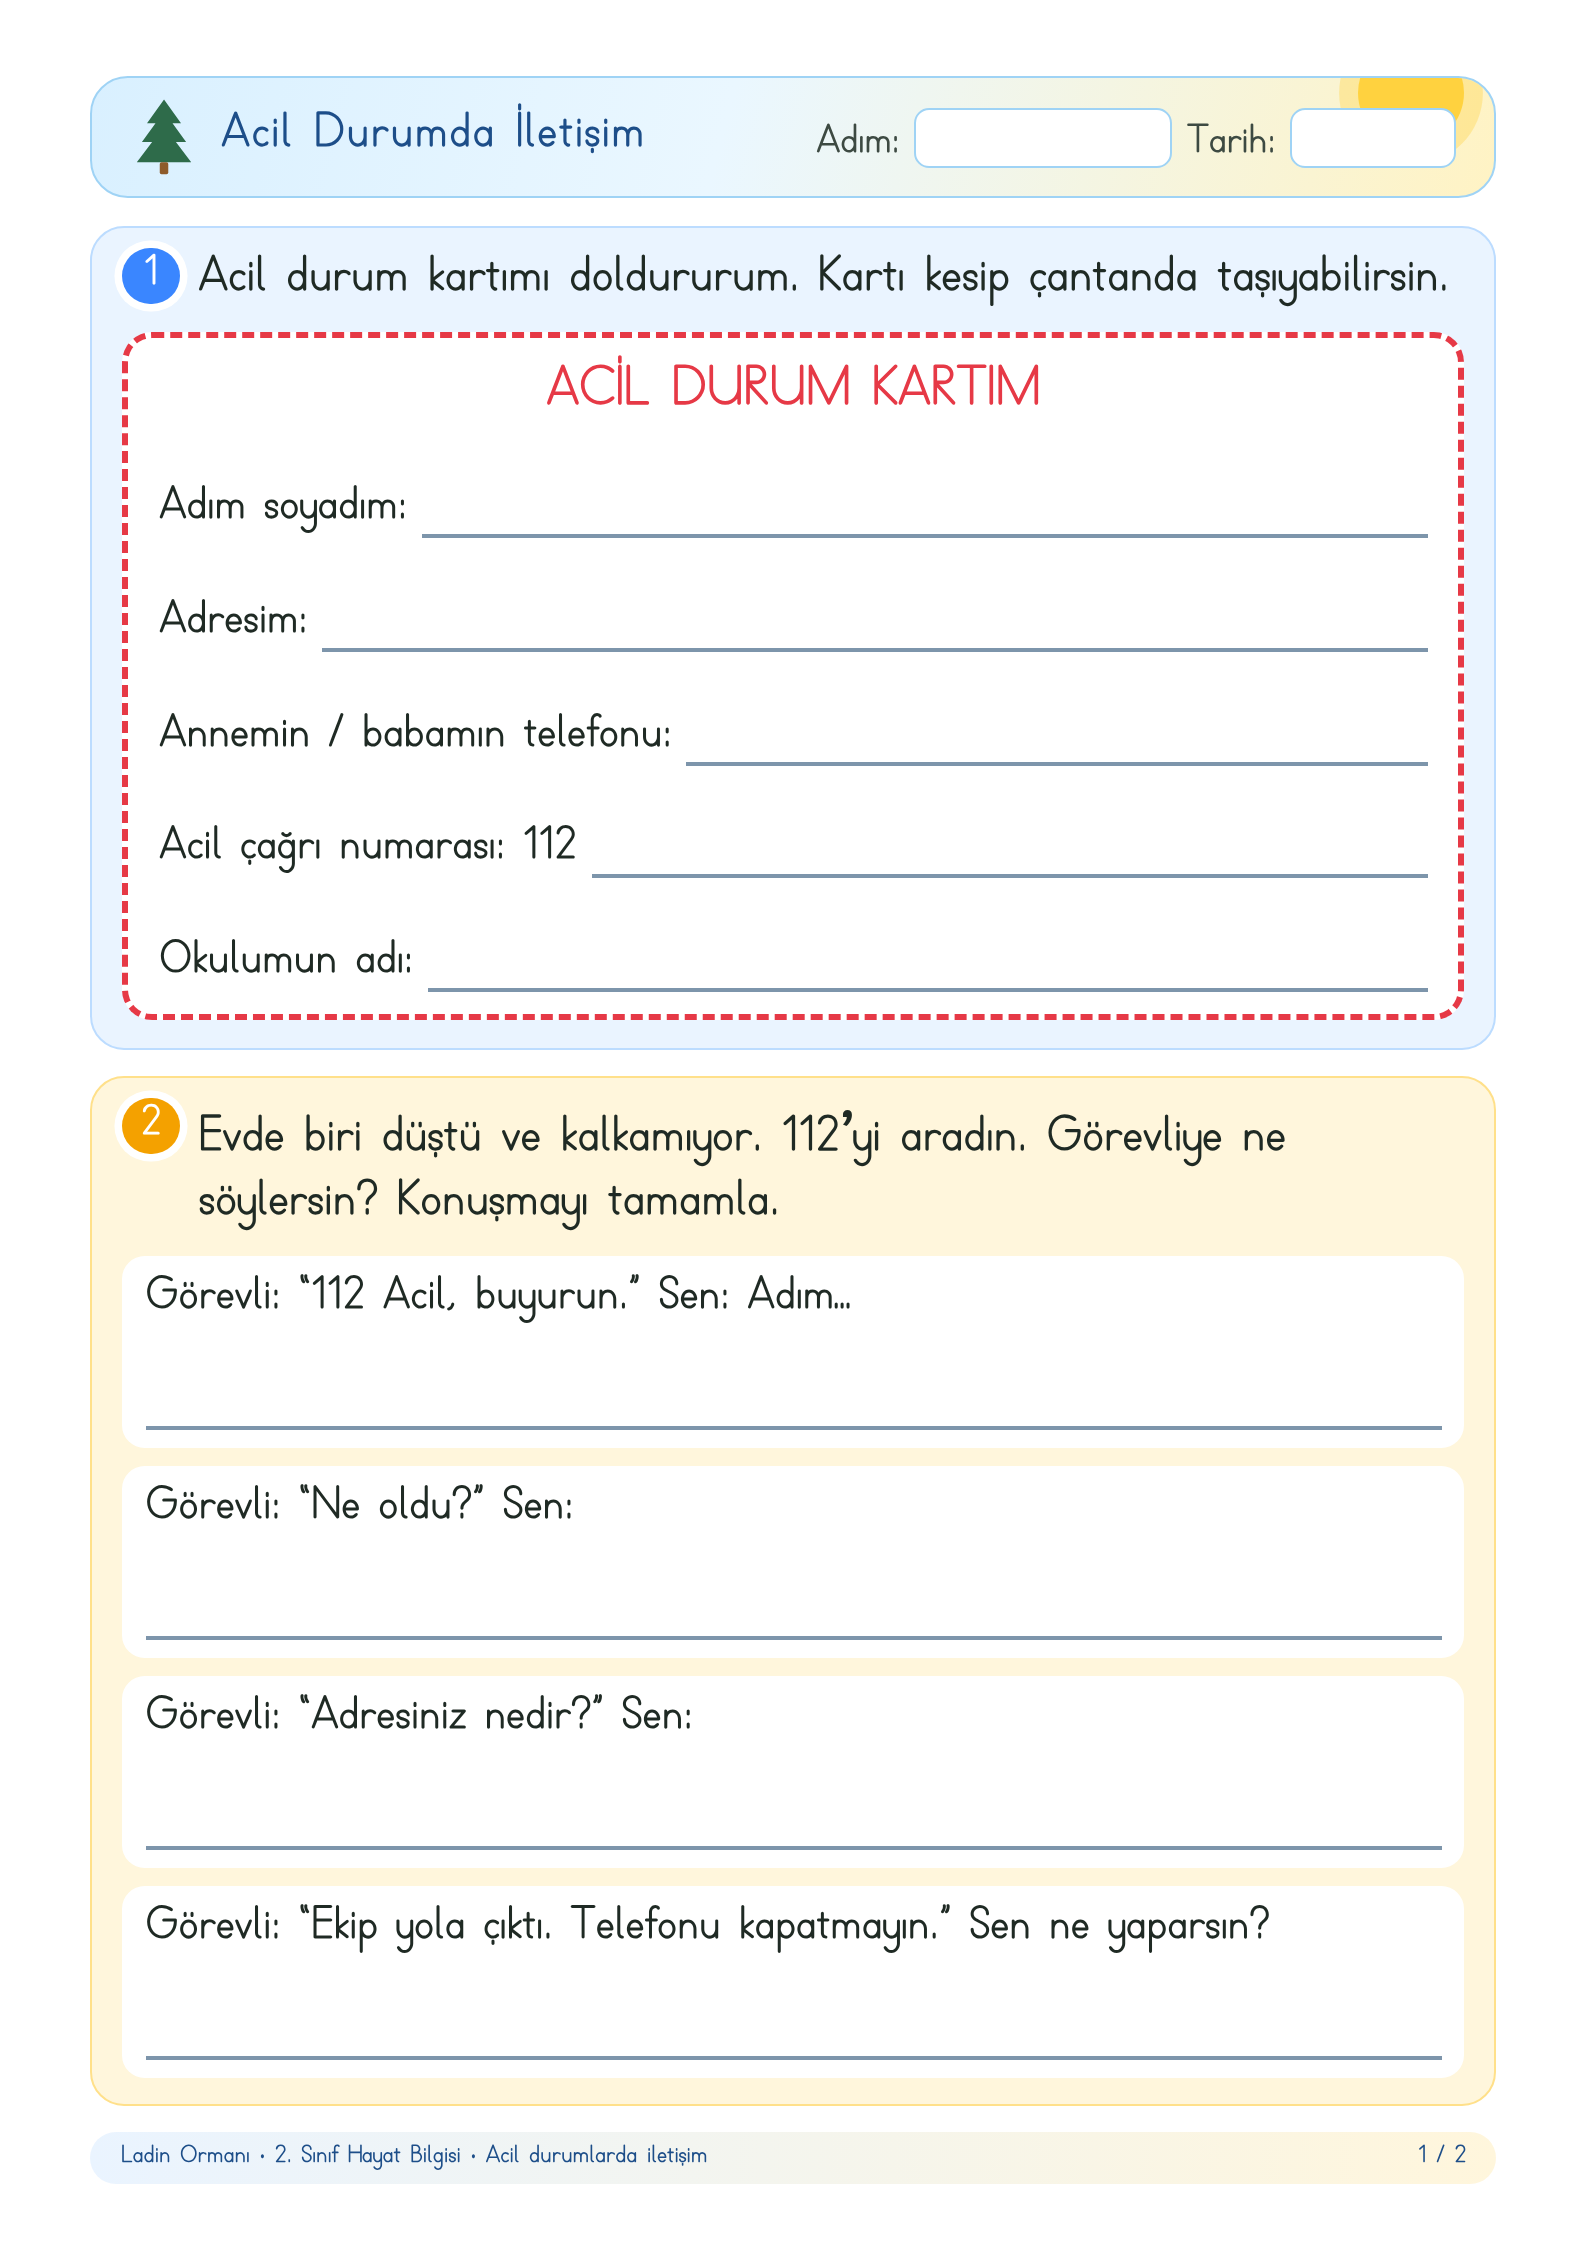 Acil Durumda İletişim
Adım:
Tarih:
1
Acil durum kartımı doldururum. Kartı kesip çantanda taşıyabilirsin.
ACİL DURUM KARTIM
Adım soyadım:
Adresim:
Annemin / babamın telefonu:
Acil çağrı numarası: 112
Okulumun adı:
2
Evde biri düştü ve kalkamıyor. 112’yi aradın. Görevliye ne
söylersin? Konuşmayı tamamla.
Görevli: “112 Acil, buyurun.” Sen: Adım…
Görevli: “Ne oldu?” Sen:
Görevli: “Adresiniz nedir?” Sen:
Görevli: “Ekip yola çıktı. Telefonu kapatmayın.” Sen ne yaparsın?
Ladin Ormanı • 2. Sınıf Hayat Bilgisi • Acil durumlarda iletişim
1 / 2